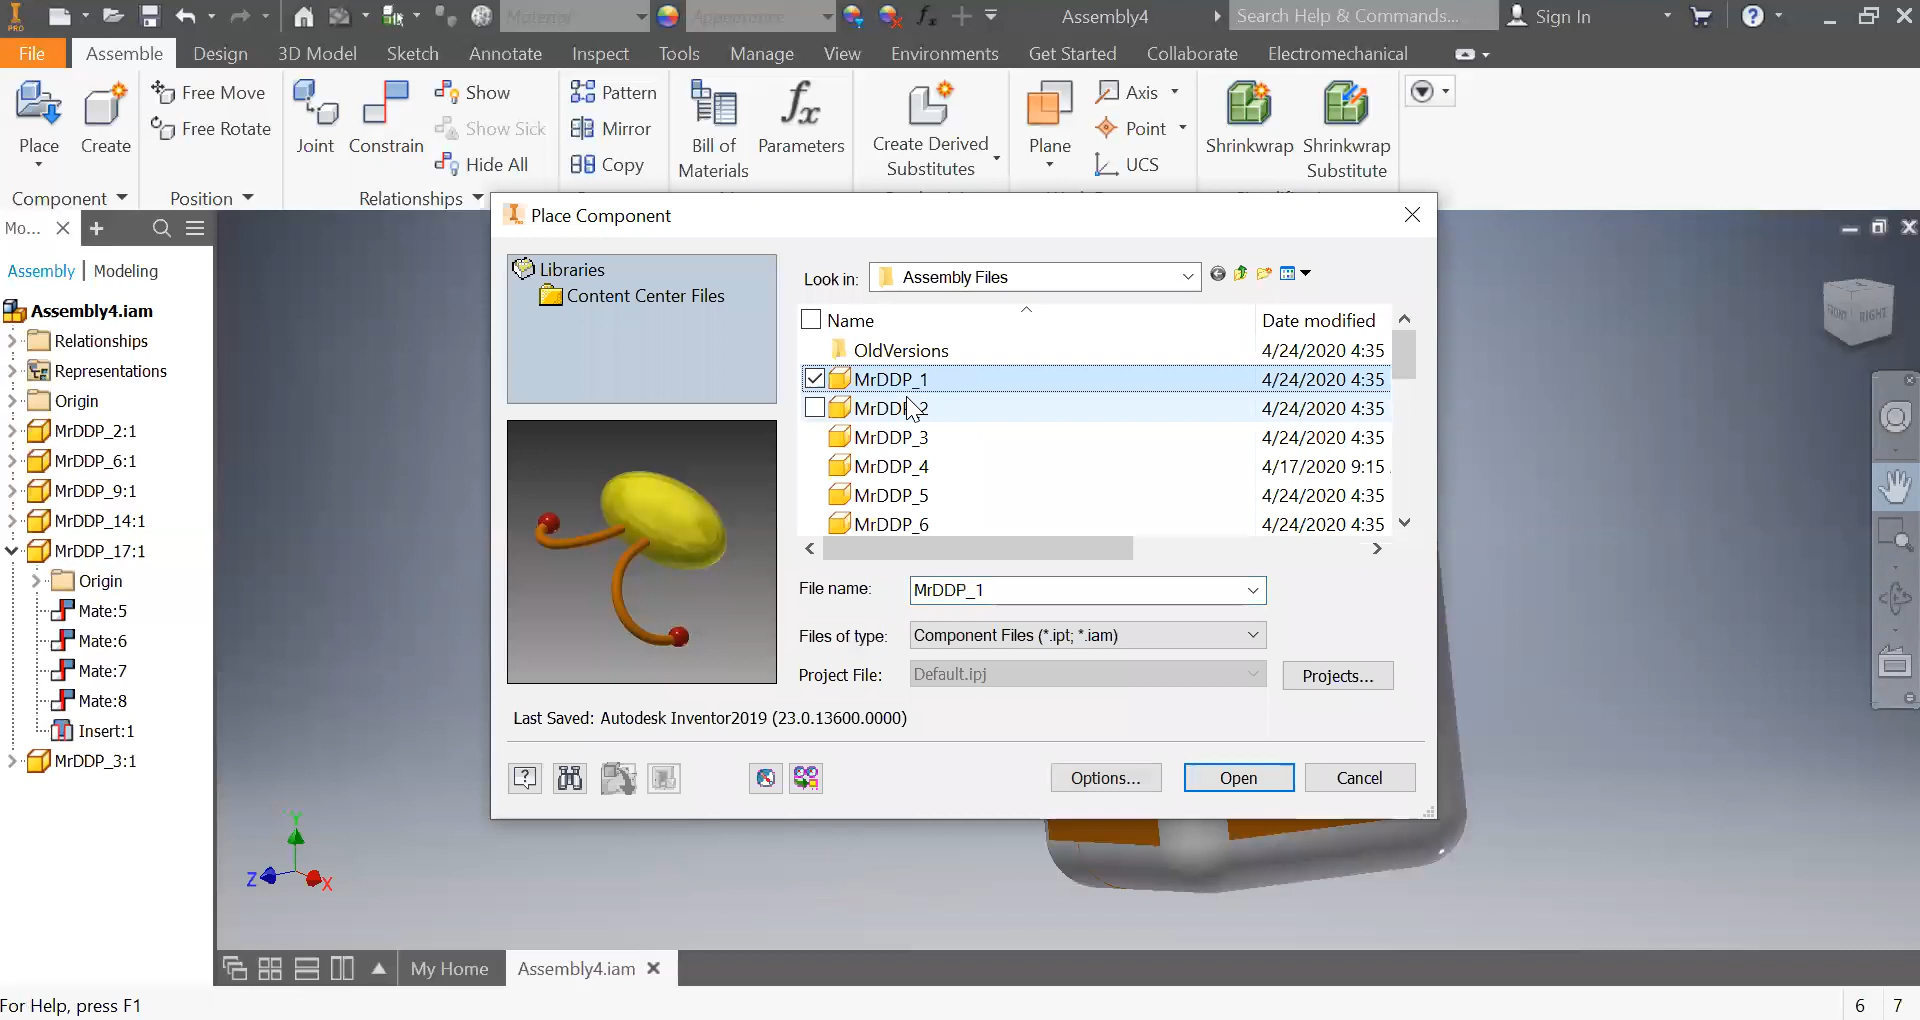 PRO
Material
Appearance
Assembly4
Search Help & Commands...
Sign In
File
Assemble
Design
3D Model
Sketch
Annotate
Inspect
Tools
Manage
View
Environments
Get Started
Collaborate
Electromechanical
Place
Create
Free Move
Free Rotate
Joint
Constrain
Show
Show Sick
Hide All
Pattern
Mirror
Copy
Bill of
Materials
Parameters
Create Derived
Substitutes
Plane
Axis
Point
UCS
Shrinkwrap
Shrinkwrap
Substitute
Component
Position
Relationships
Mo...
Assembly | Modeling
Assembly4.iam
Relationships
Representations
Origin
MrDDP_2:1
MrDDP_6:1
MrDDP_9:1
MrDDP_14:1
MrDDP_17:1
Origin
Mate:5
Mate:6
Mate:7
Mate:8
Insert:1
MrDDP_3:1
Place Component
Libraries
Content Center Files
Look in:
Assembly Files
Name
Date modified
OldVersions
4/24/2020 4:35
MrDDP_1
4/24/2020 4:35
MrDDP_2
4/24/2020 4:35
MrDDP_3
4/24/2020 4:35
MrDDP_4
4/17/2020 9:15
MrDDP_5
4/24/2020 4:35
MrDDP_6
4/24/2020 4:35
File name:
MrDDP_1
Files of type:
Component Files (*.ipt; *.iam)
Project File:
Default.ipj
Projects...
Last Saved: Autodesk Inventor2019 (23.0.13600.0000)
Options...
Open
Cancel
FRONT
RIGHT
Y
Z
X
My Home
Assembly4.iam
For Help, press F1
6
7